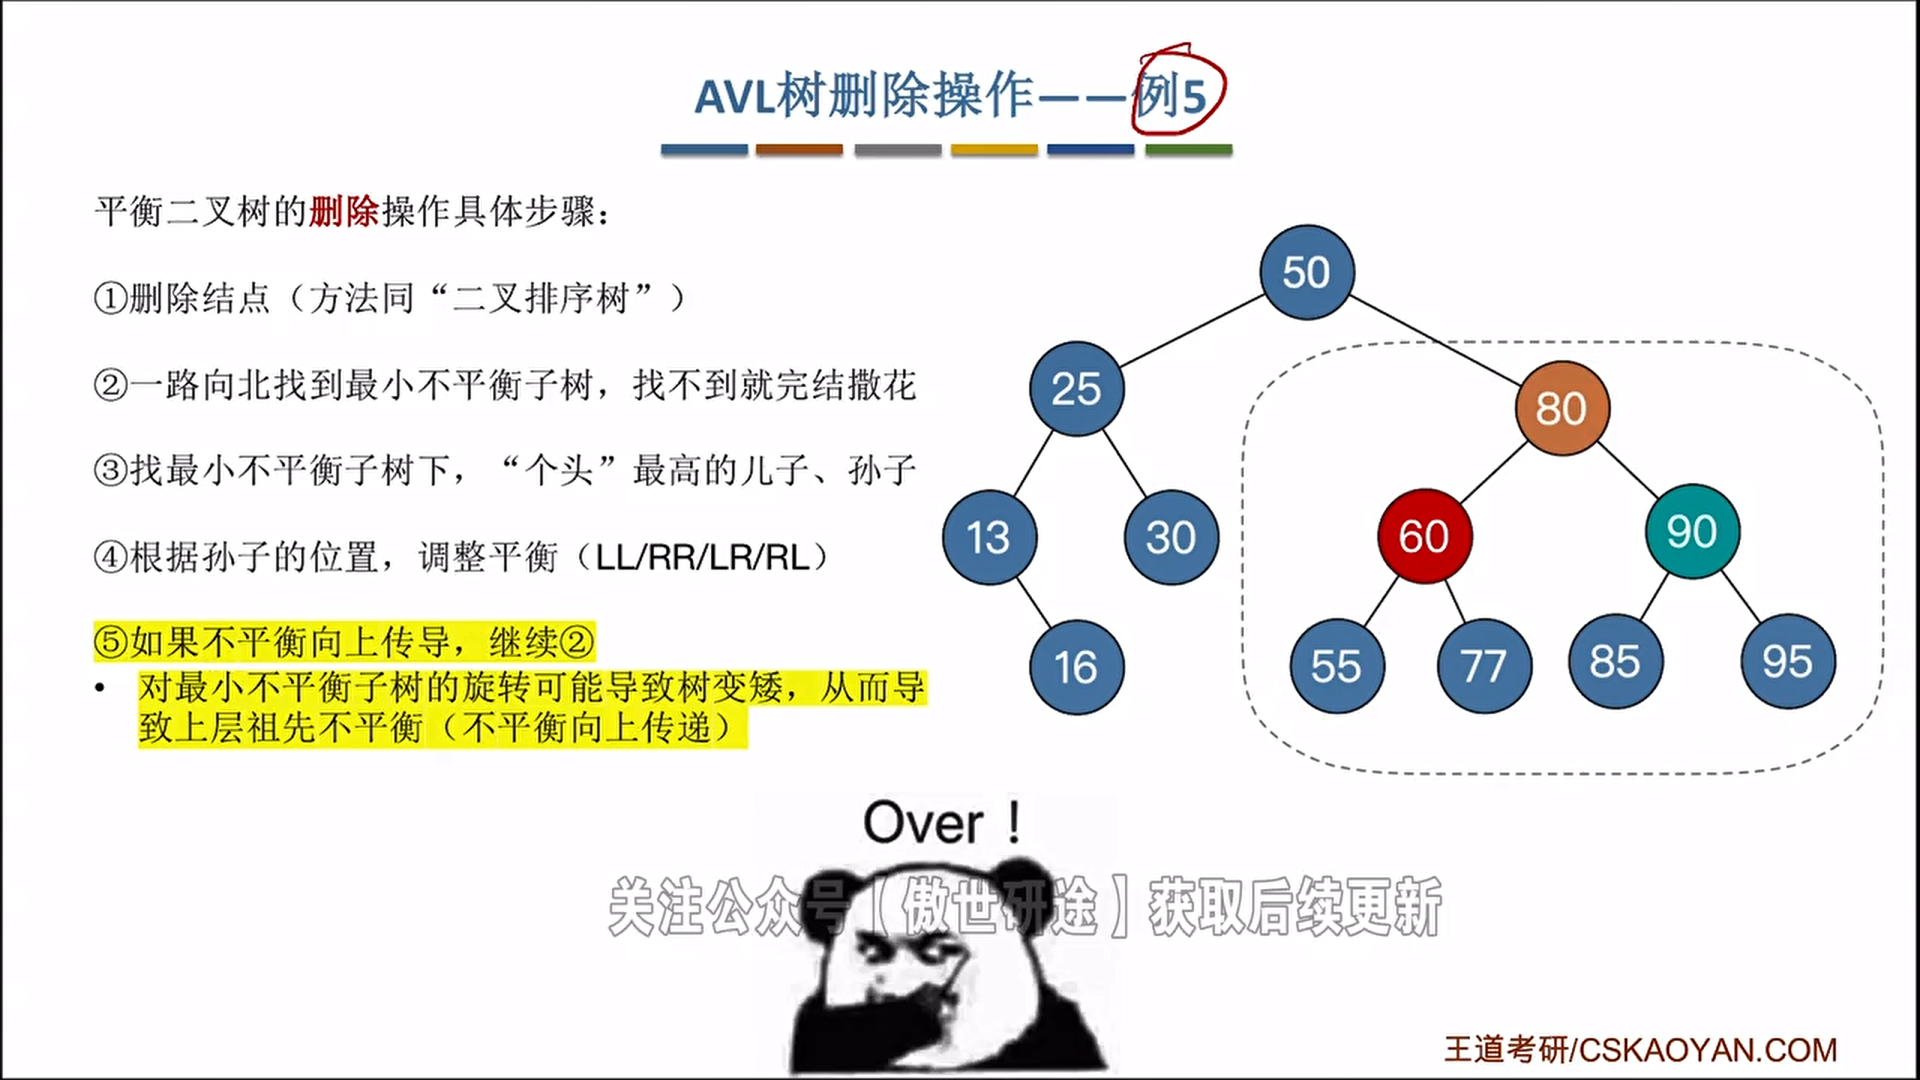 AVL树删除操作——例5
平衡二叉树的删除操作具体步骤：
①删除结点（方法同“二叉排序树”）
②一路向北找到最小不平衡子树，找不到就完结撒花
③找最小不平衡子树下，“个头”最高的儿子、孙子
④根据孙子的位置，调整平衡（LL/RR/LR/RL）
⑤如果不平衡向上传导，继续②
• 对最小不平衡子树的旋转可能导致树变矮，从而导
致上层祖先不平衡（不平衡向上传递）
50
25
80
13
30
60
90
16
55
77
85
95
Over！
关注公众号【傲世研途】获取后续更新
王道考研/CSKAOYAN.COM